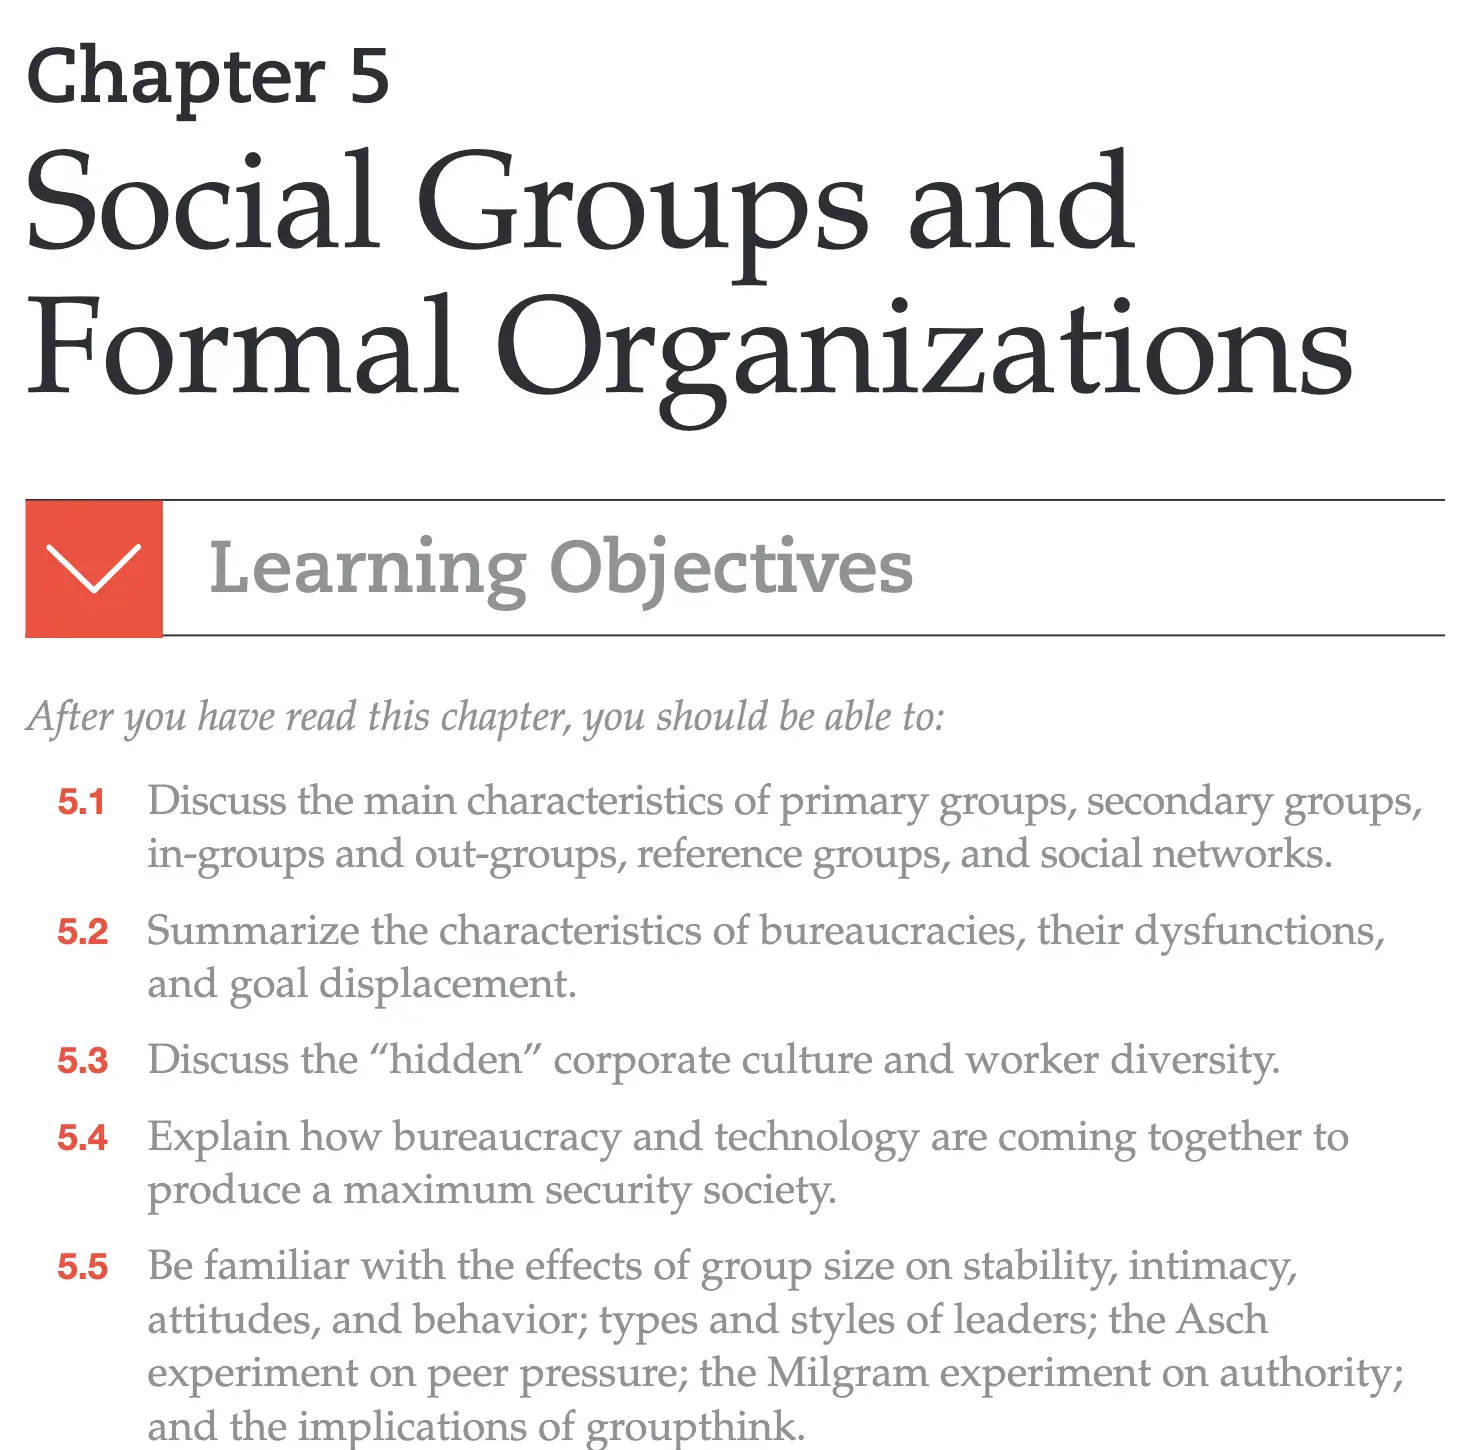 Chapter 5
Social Groups and
Formal Organizations
Learning Objectives
After you have read this chapter, you should be able to:
5.1 Discuss the main characteristics of primary groups, secondary groups,
in-groups and out-groups, reference groups, and social networks.
5.2 Summarize the characteristics of bureaucracies, their dysfunctions,
and goal displacement.
5.3 Discuss the “hidden” corporate culture and worker diversity.
5.4 Explain how bureaucracy and technology are coming together to
produce a maximum security society.
5.5 Be familiar with the effects of group size on stability, intimacy,
attitudes, and behavior; types and styles of leaders; the Asch
experiment on peer pressure; the Milgram experiment on authority;
and the implications of groupthink.